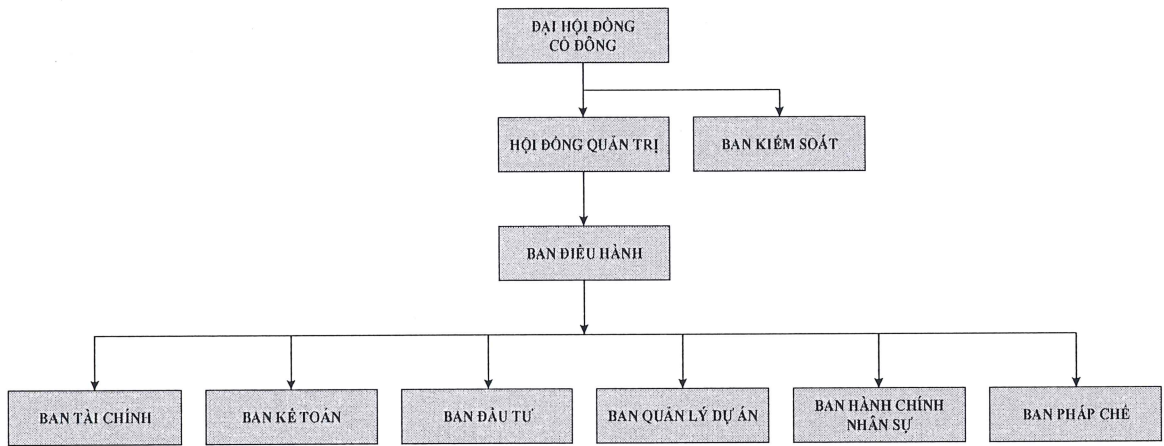 ĐẠI HỘI ĐỒNG
CỔ ĐÔNG
HỘI ĐỒNG QUẢN TRỊ
BAN KIỂM SOÁT
BAN ĐIỀU HÀNH
BAN TÀI CHÍNH
BAN KẾ TOÁN
BAN ĐẦU TƯ
BAN QUẢN LÝ DỰ ÁN
BAN HÀNH CHÍNH
NHÂN SỰ
BAN PHÁP CHẾ